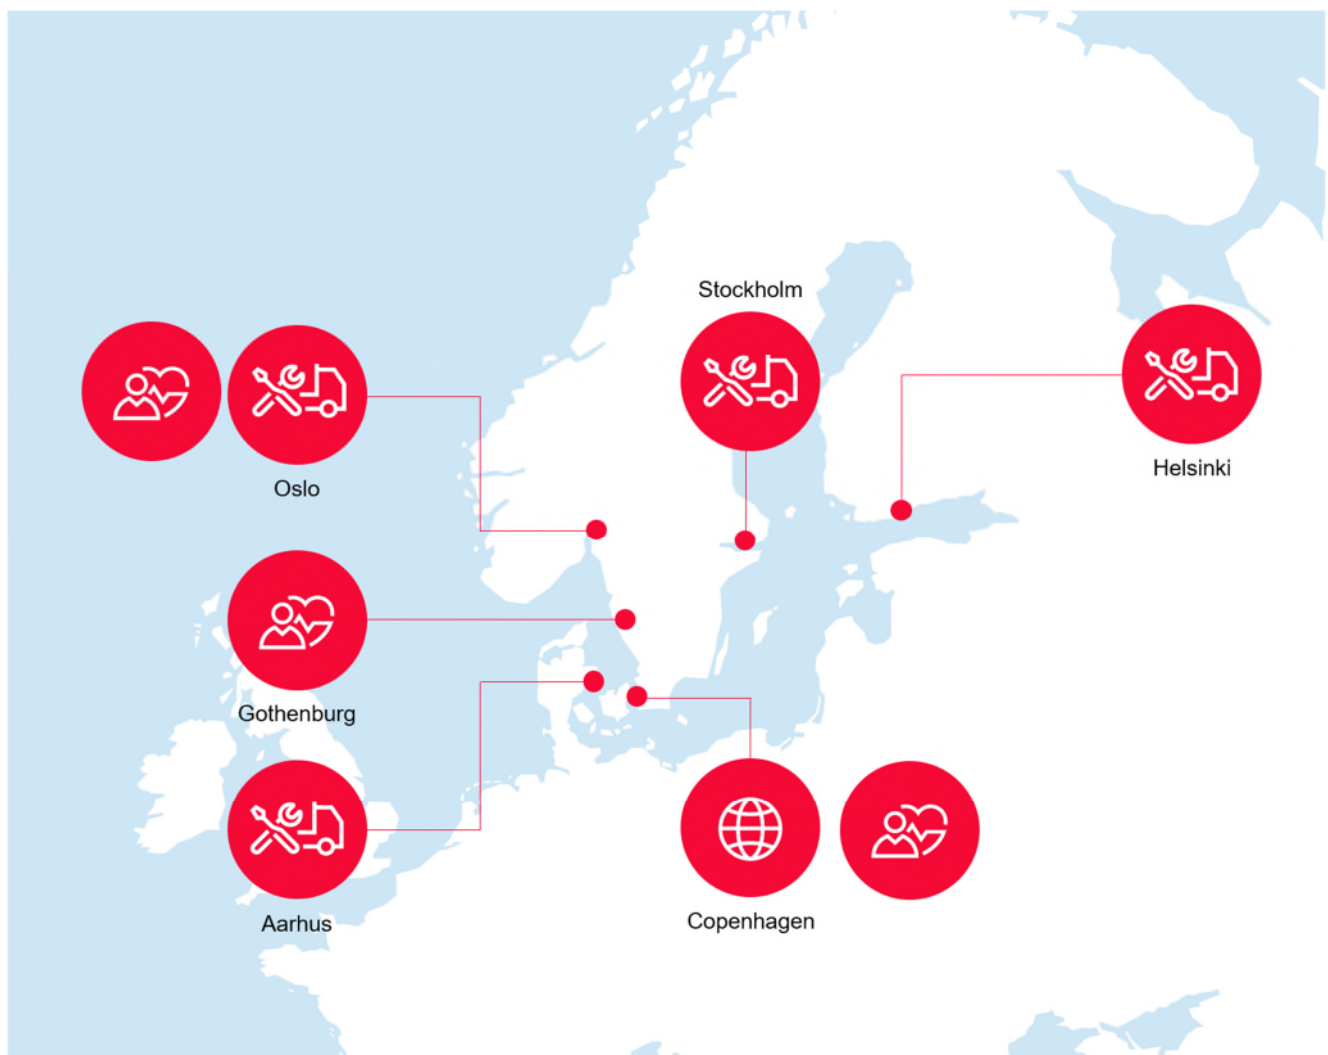 Stockholm
Helsinki
Oslo
Gothenburg
Aarhus
Copenhagen